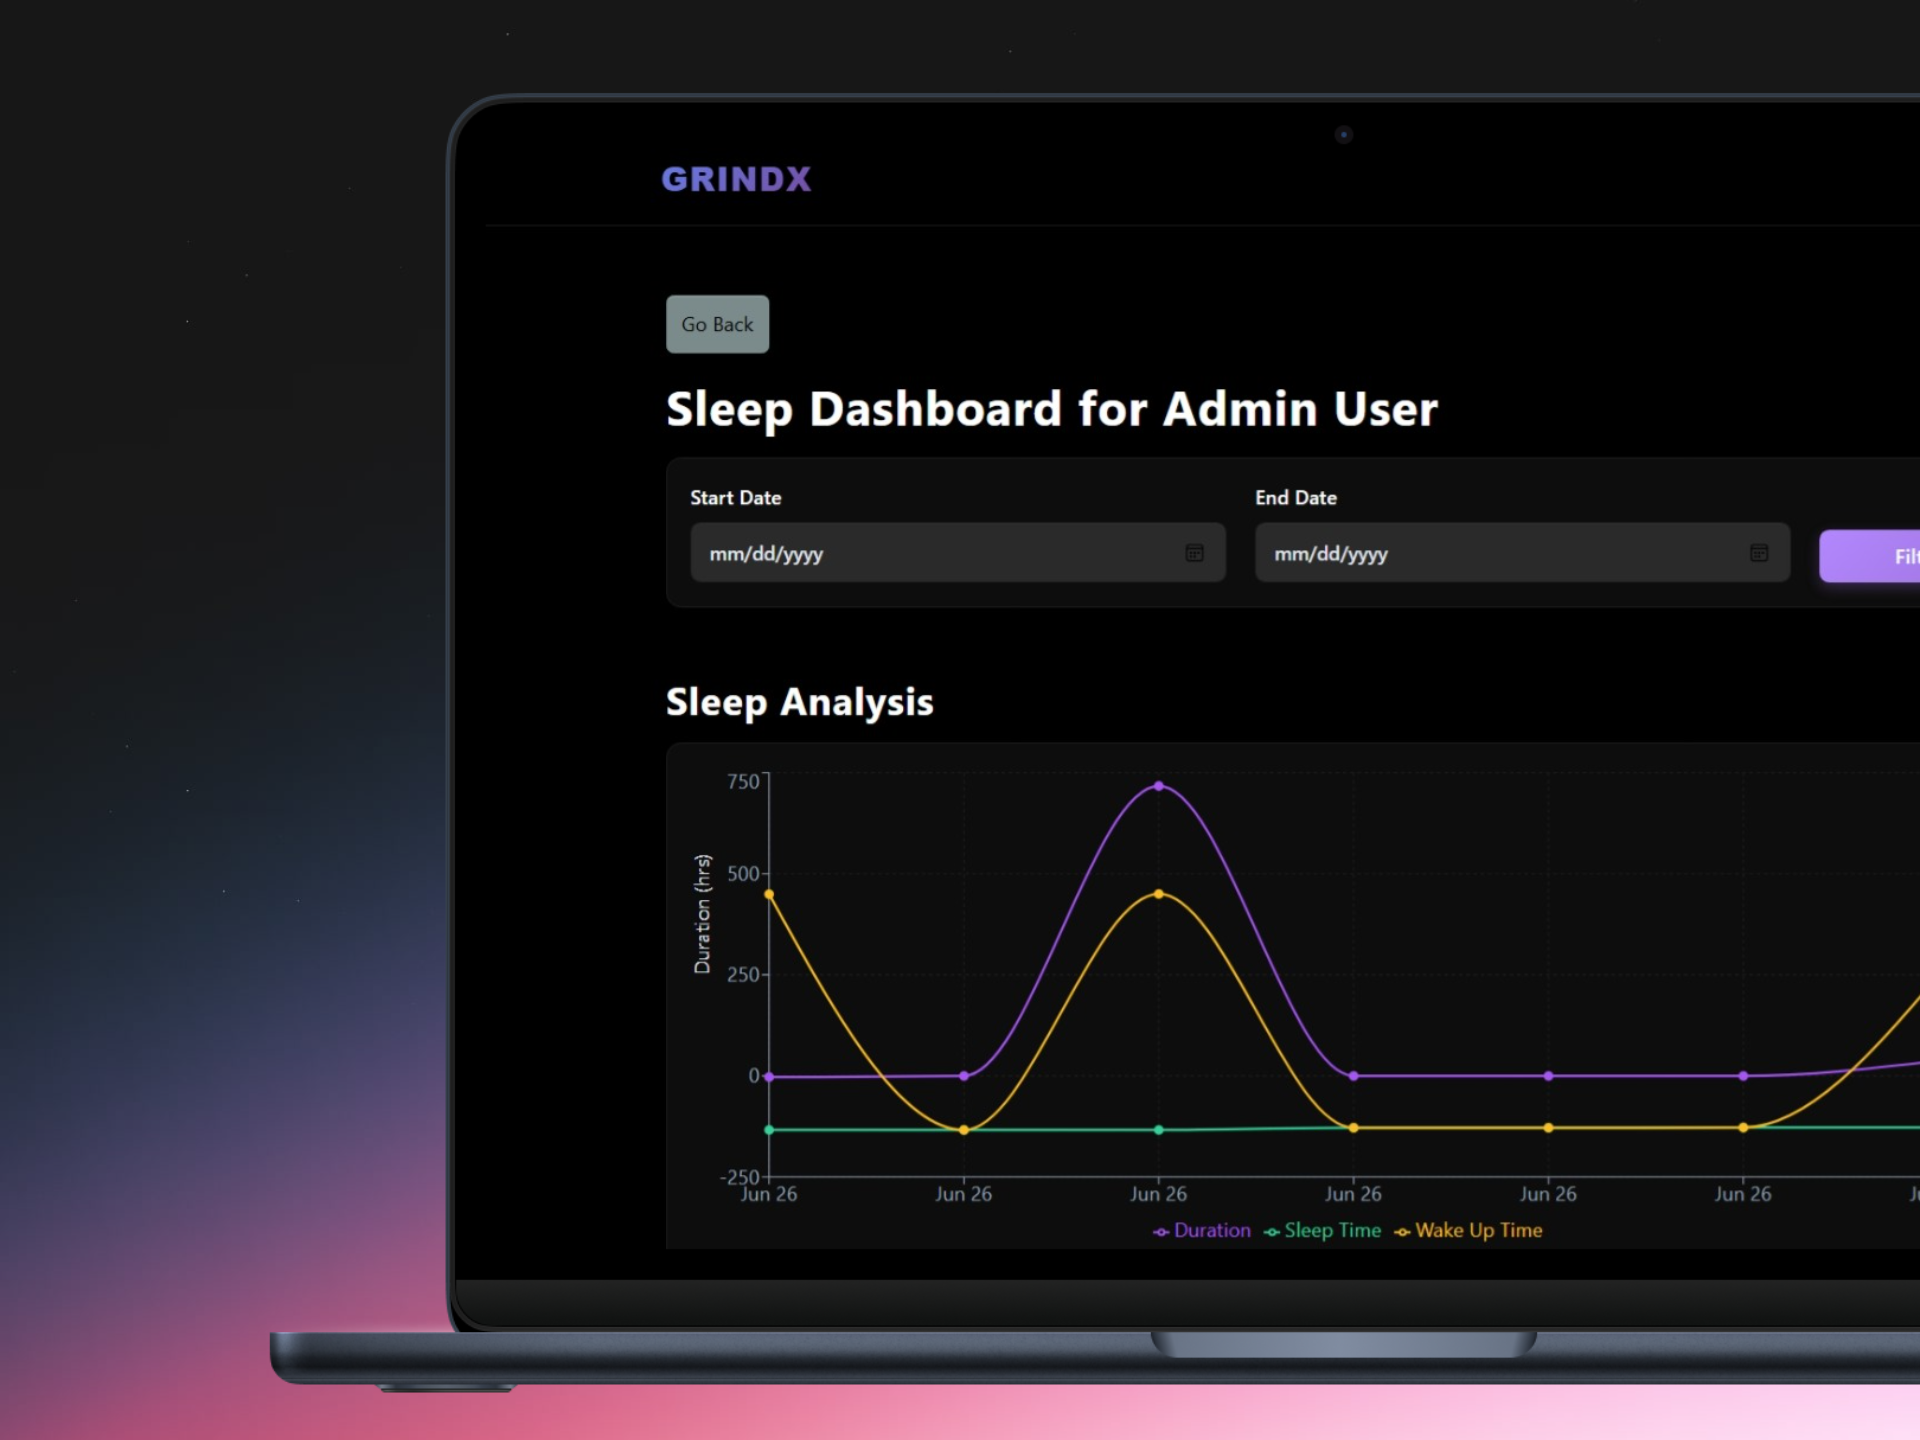 GRINDX
Go Back
Sleep Dashboard for Admin User
Start Date
End Date
mm/dd/yyyy
mm/dd/yyyy
Sleep Analysis
Duration (hrs)
750
500
250
0
-250
Jun 26
Jun 26
Jun 26
Jun 26
Jun 26
Jun 26
Duration
Sleep Time
Wake Up Time